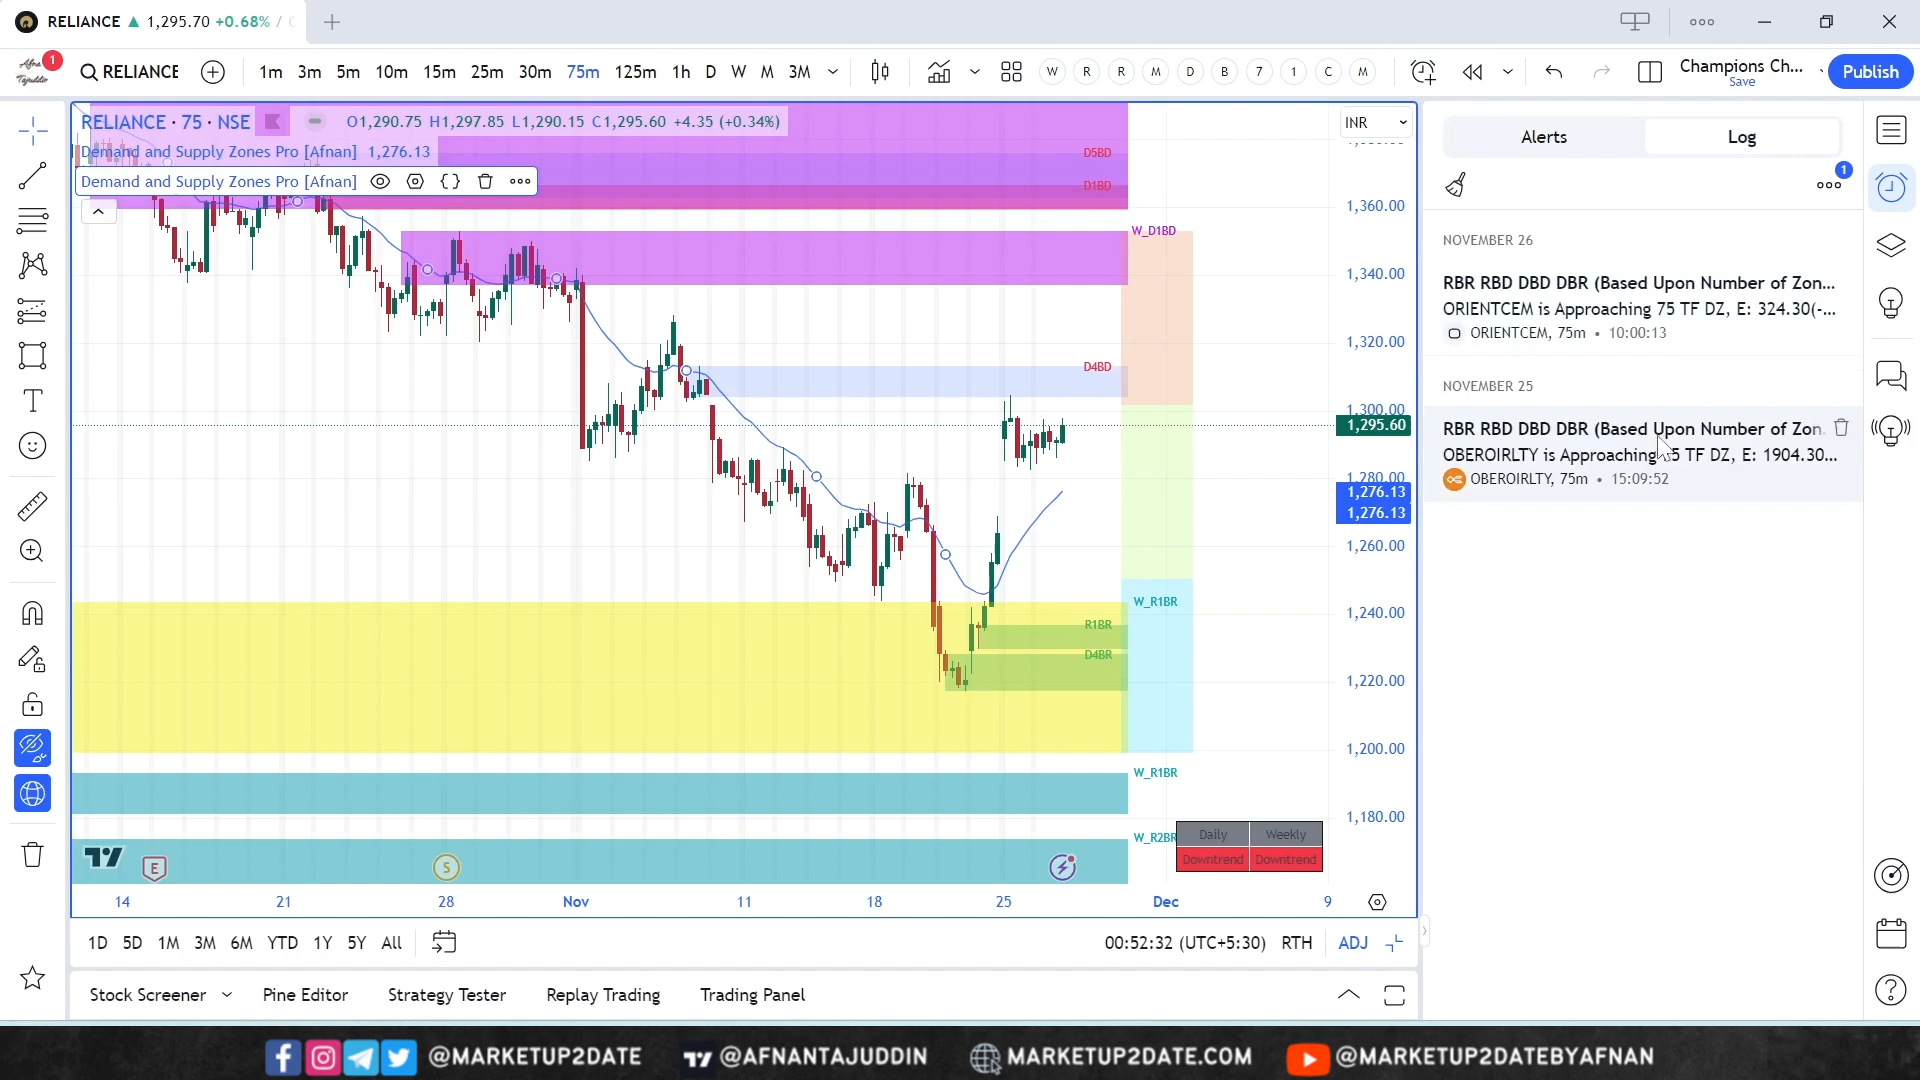 RELIANCE ▲ 1,295.70 +0.68% /
Afnan Tajuddin
1
RELIANCE
1m 3m 5m 10m 15m 25m 30m 75m 125m 1h D W M 3M
W R R M D B 7 1 C M
Champions Ch...
Save
Publish
RELIANCE · 75 · NSE O1,290.75 H1,297.85 L1,290.15 C1,295.60 +4.35 (+0.34%)
Demand and Supply Zones Pro [Afnan] 1,276.13
Demand and Supply Zones Pro [Afnan]
INR
D5BD
D1BD
W_D1BD
D4BD
W_R1BR
R1BR
D4BR
W_R1BR
W_R2BR
1,360.00
1,340.00
1,320.00
1,300.00
1,295.60
1,280.00
1,276.13
1,276.13
1,260.00
1,240.00
1,220.00
1,200.00
1,180.00
Daily Weekly
Downtrend Downtrend
E
S
14 21 28 Nov 11 18 25 Dec 9
1D 5D 1M 3M 6M YTD 1Y 5Y All
00:52:32 (UTC+5:30) RTH ADJ
Stock Screener Pine Editor Strategy Tester Replay Trading Trading Panel
Alerts Log
1
NOVEMBER 26
RBR RBD DBD DBR (Based Upon Number of Zon...
ORIENTCEM is Approaching 75 TF DZ, E: 324.30(-...
ORIENTCEM, 75m • 10:00:13
NOVEMBER 25
RBR RBD DBD DBR (Based Upon Number of Zon
OBEROIRLTY is Approaching 75 TF DZ, E: 1904.30...
OBEROIRLTY, 75m • 15:09:52
@MARKETUP2DATE @AFNANTAJUDDIN MARKETUP2DATE.COM @MARKETUP2DATEBYAFNAN